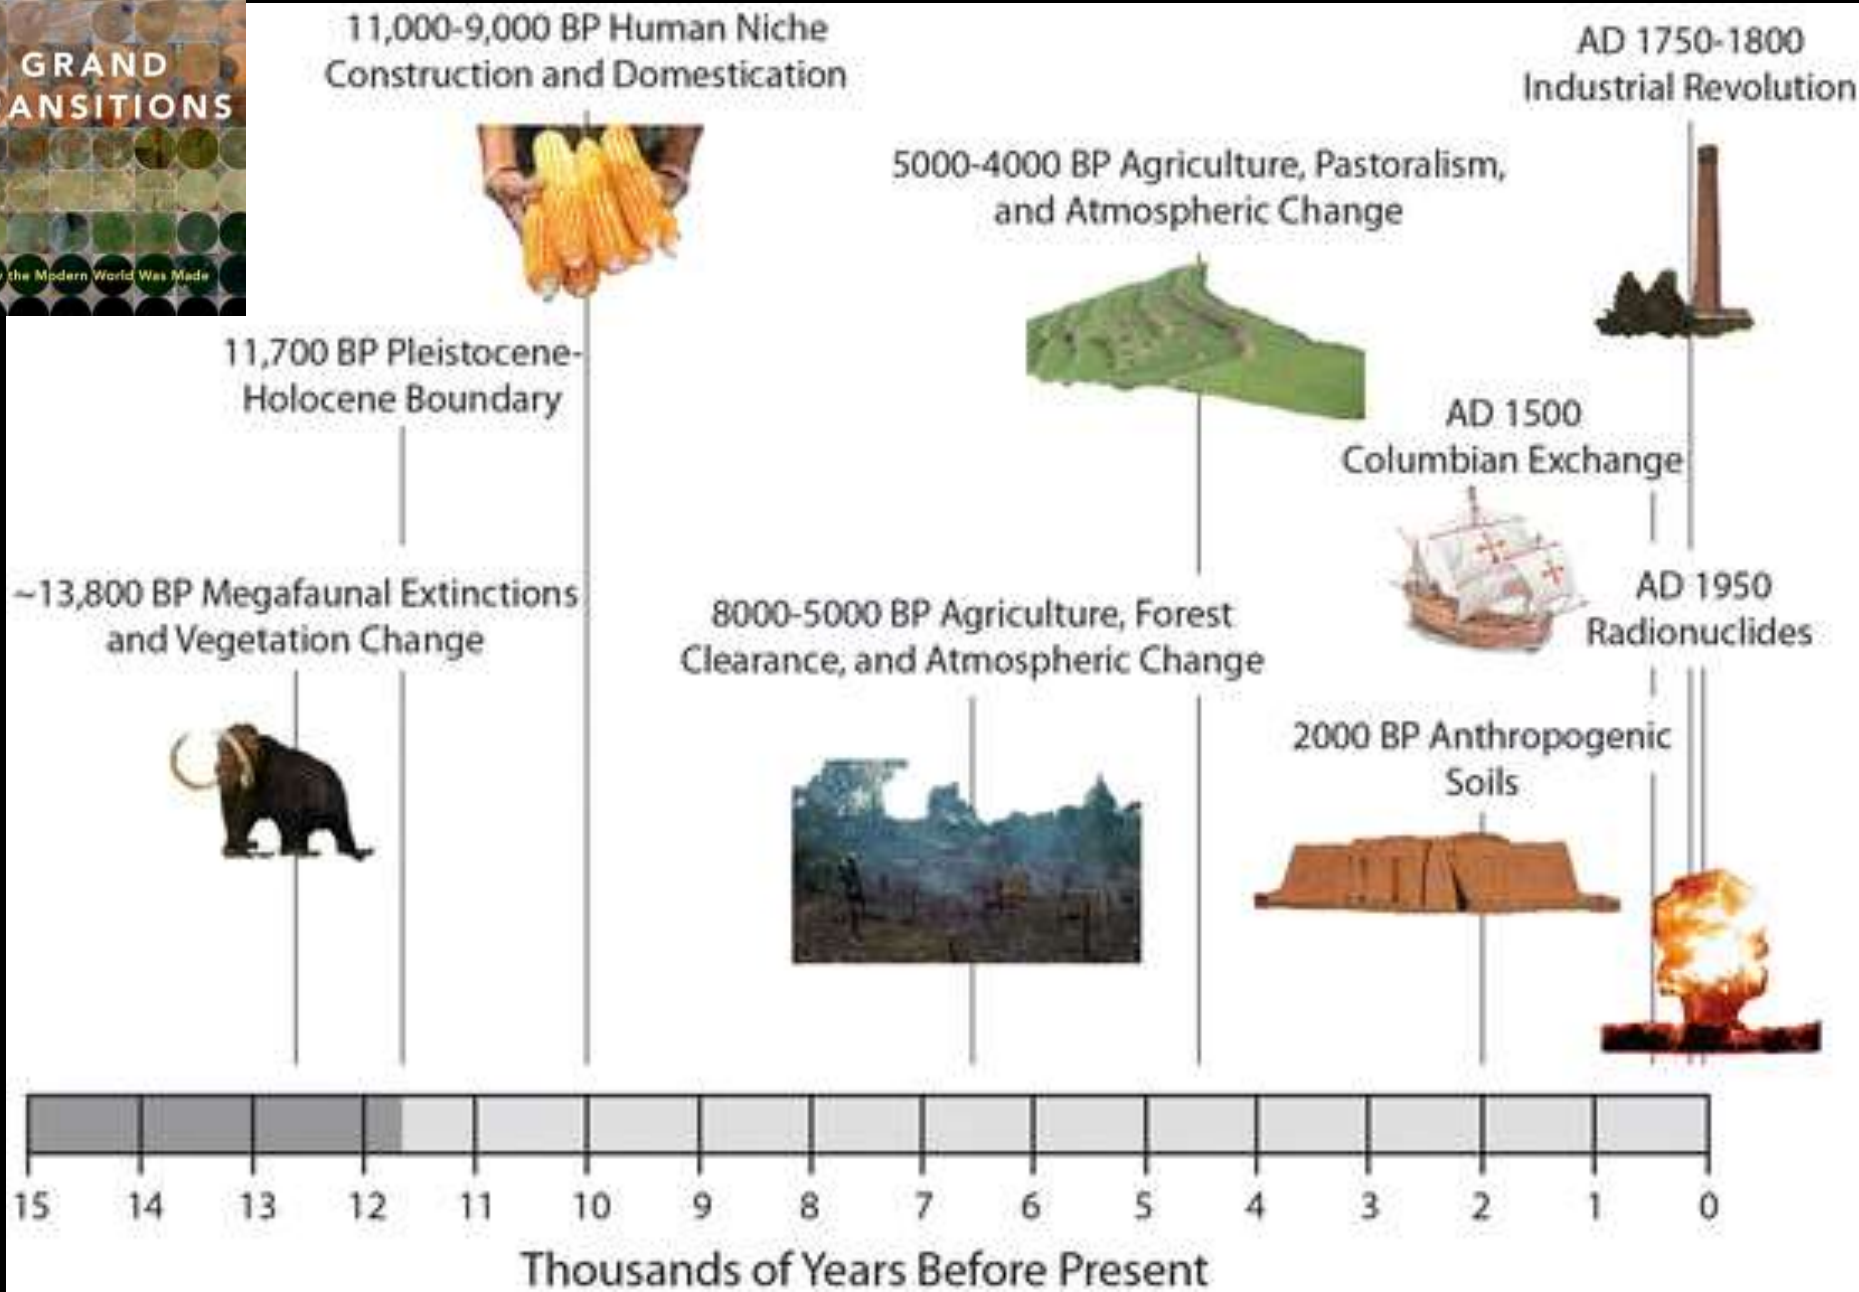 GRAND
ANSITIONS
the Modern World Was Made
11,000-9,000 BP Human Niche
Construction and Domestication
AD 1750-1800
Industrial Revolution
5000-4000 BP Agriculture, Pastoralism,
and Atmospheric Change
11,700 BP Pleistocene-
Holocene Boundary
AD 1500
Columbian Exchange
~13,800 BP Megafaunal Extinctions
and Vegetation Change
8000-5000 BP Agriculture, Forest
Clearance, and Atmospheric Change
AD 1950
Radionuclides
2000 BP Anthropogenic
Soils
15 14 13 12 11 10 9 8 7 6 5 4 3 2 1 0
Thousands of Years Before Present